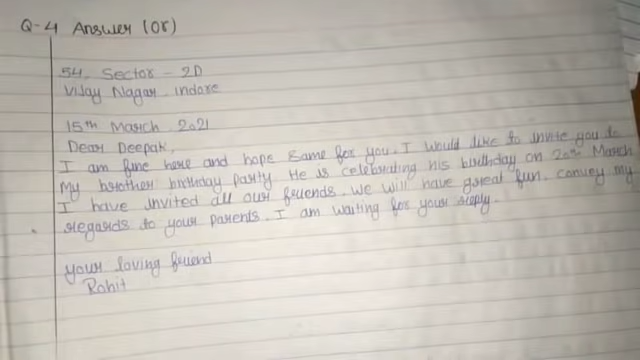 Q-4 Answer (or)
54, Sector - 2D
Vijay Nagar, Indore
15th March 2021
Dear Deepak,
I am fine here and hope same for you. I would like to invite you to
My brother birthday party. He is celebrating his birthday on 20th March
I have invited all our friends. We will have great fun. convey my
regards to your parents. I am waiting for your reply.
your loving friend
Rohit